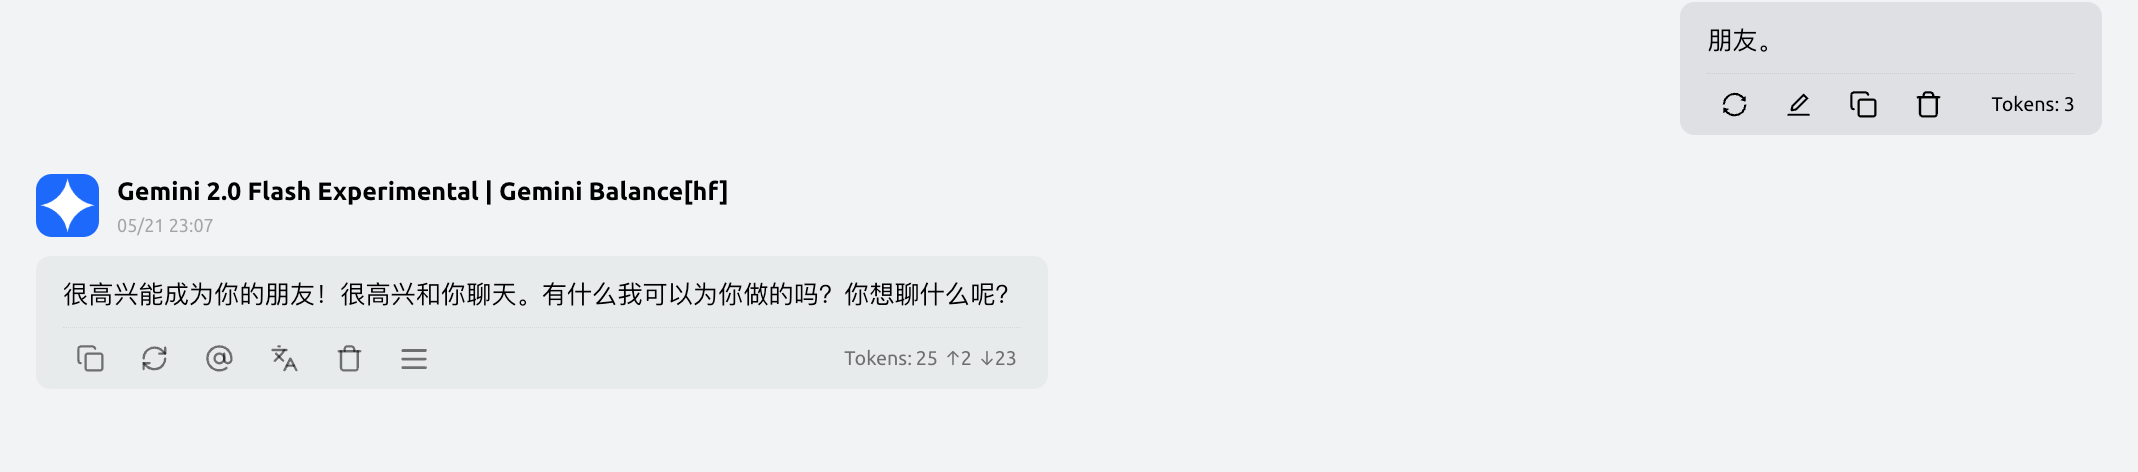 朋友。
Tokens: 3
Gemini 2.0 Flash Experimental | Gemini Balance[hf]
05/21 23:07
很高兴能成为你的朋友！很高兴和你聊天。有什么我可以为你做的吗？你想聊什么呢？
Tokens: 25 ↑2 ↓23